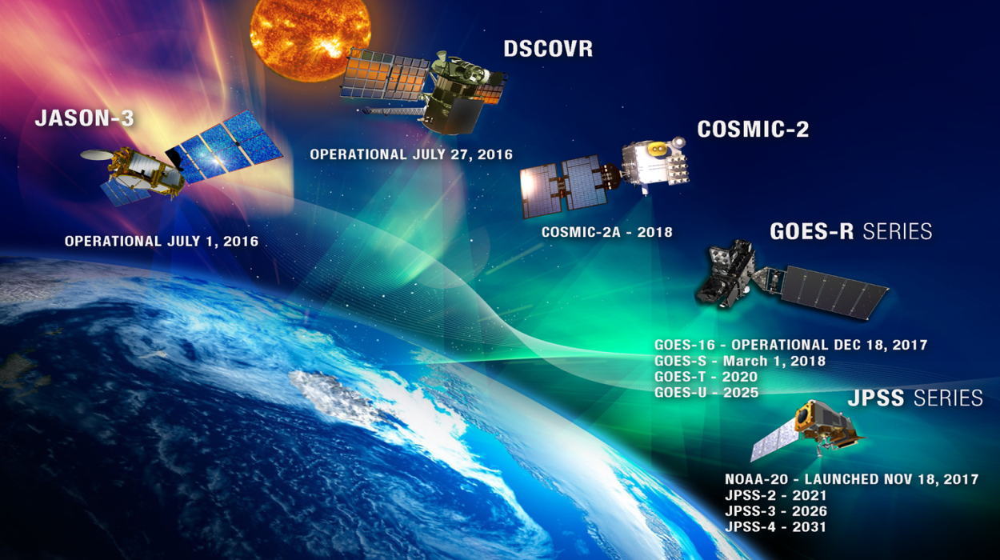 DSCOVR
OPERATIONAL JULY 27, 2016
JASON-3
OPERATIONAL JULY 1, 2016
COSMIC-2
COSMIC-2A - 2018
GOES-R SERIES
GOES-16 - OPERATIONAL DEC 18, 2017
GOES-S - March 1, 2018
GOES-T - 2020
GOES-U - 2025
JPSS SERIES
NOAA-20 - LAUNCHED NOV 18, 2017
JPSS-2 - 2021
JPSS-3 - 2026
JPSS-4 - 2031